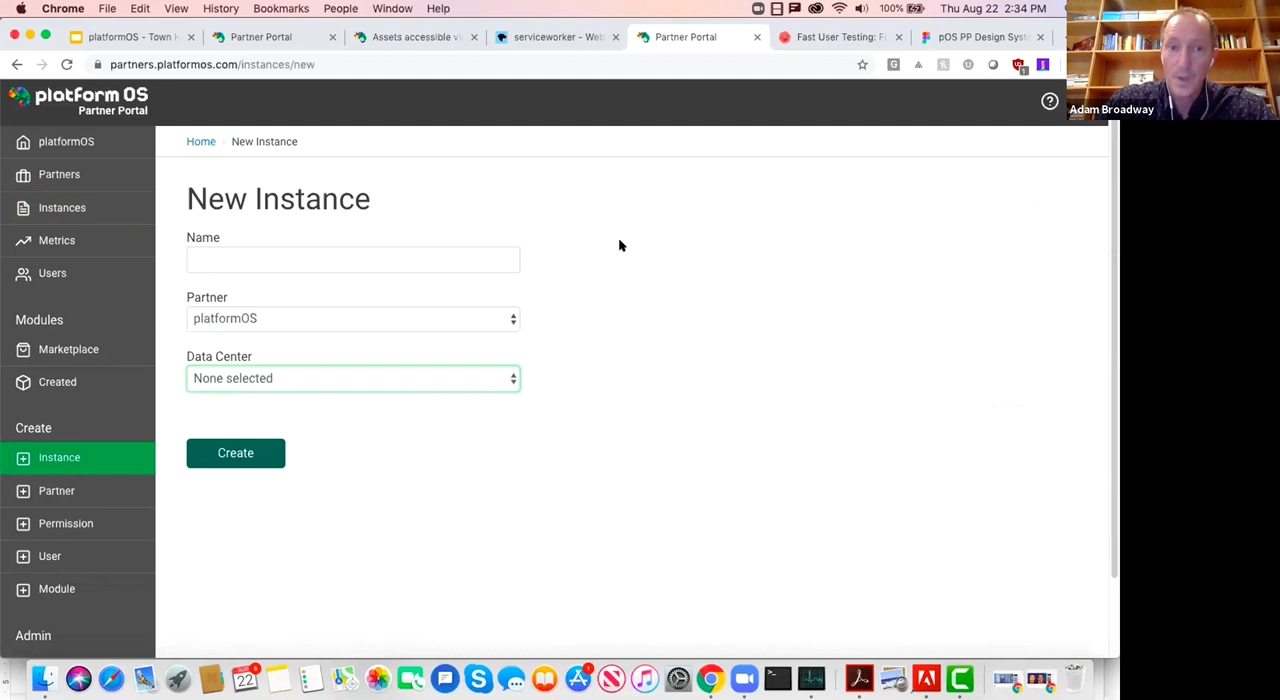 Chrome File Edit View History Bookmarks People Window Help 100% Thu Aug 22 2:34 PM
platformOS - Town H Partner Portal Assets accessible vi serviceworker - Web Partner Portal Fast User Testing: F pOS PP Design Syst
partners.platformos.com/instances/new
platform OS
Partner Portal
Adam Broadway
platformOS
Partners
Instances
Metrics
Users
Modules
Marketplace
Created
Create
Instance
Partner
Permission
User
Module
Admin
Home New Instance
New Instance
Name
Partner
platformOS
Data Center
None selected
Create
22